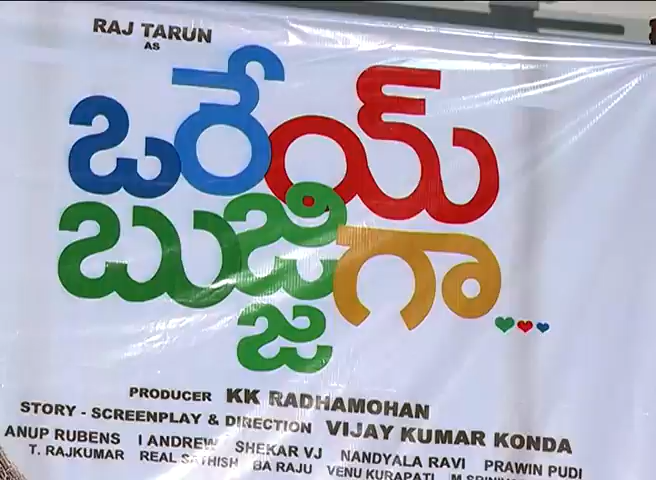 RAJ TARUN
AS
ఒరేయ్
బుజ్జిగా...
PRODUCER KK RADHAMOHAN
STORY - SCREENPLAY & DIRECTION VIJAY KUMAR KONDA
ANUP RUBENS I ANDREW SHEKAR VJ NANDYALA RAVI PRAWIN PUDI
T. RAJKUMAR REAL SATHISH BA RAJU VENU KURAPATI